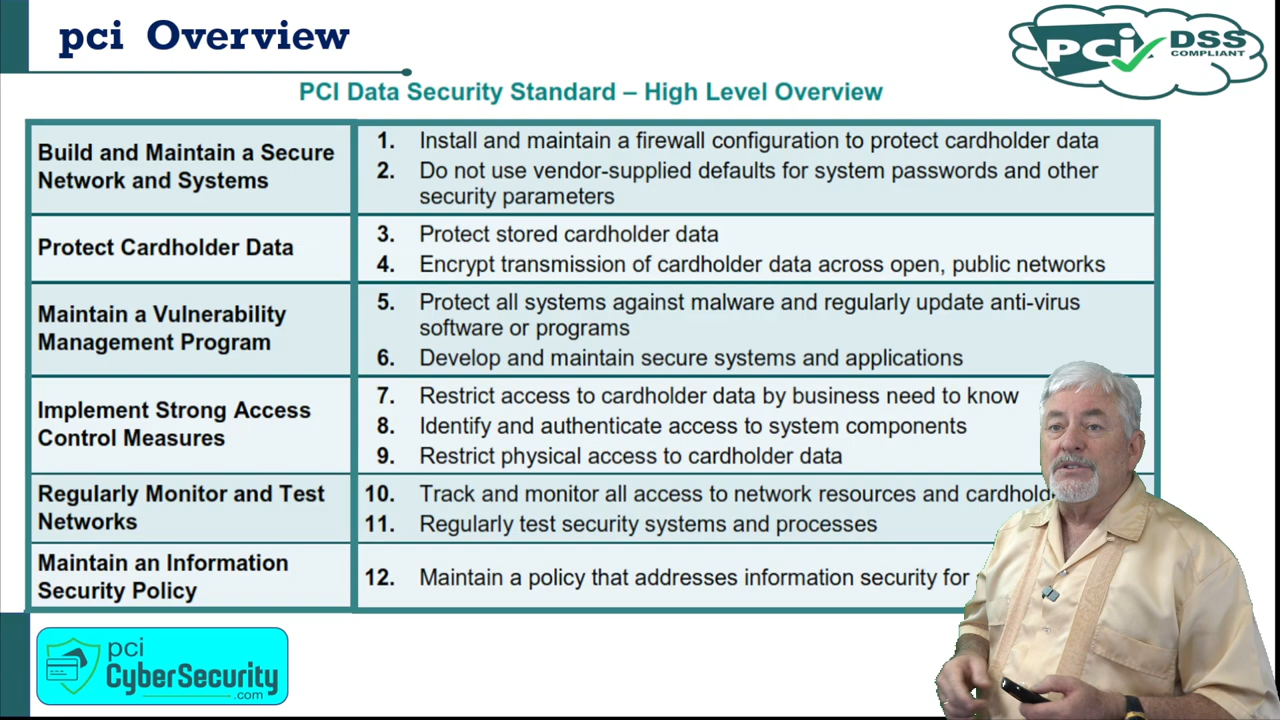 pci Overview
PCI DSS
COMPLIANT
PCI Data Security Standard – High Level Overview
Build and Maintain a Secure
Network and Systems
1. Install and maintain a firewall configuration to protect cardholder data
2. Do not use vendor-supplied defaults for system passwords and other
security parameters
Protect Cardholder Data
3. Protect stored cardholder data
4. Encrypt transmission of cardholder data across open, public networks
Maintain a Vulnerability
Management Program
5. Protect all systems against malware and regularly update anti-virus
software or programs
6. Develop and maintain secure systems and applications
Implement Strong Access
Control Measures
7. Restrict access to cardholder data by business need to know
8. Identify and authenticate access to system components
9. Restrict physical access to cardholder data
Regularly Monitor and Test
Networks
10. Track and monitor all access to network resources and
11. Regularly test security systems and processes
Maintain an Information
Security Policy
12. Maintain a policy that addresses information security for
pci
CyberSecurity
.com